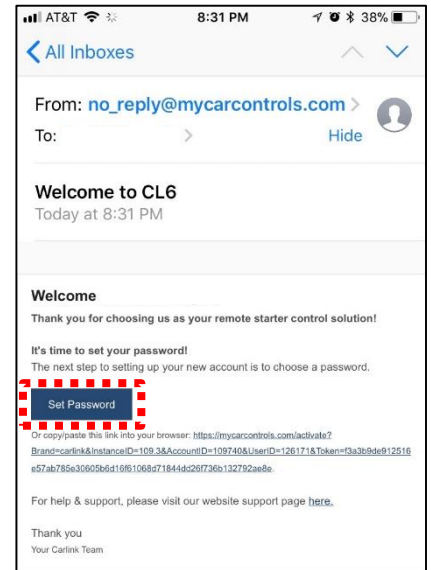 AT&T 8:31 PM 38%
All Inboxes
From: no_reply@mycarcontrols.com >
To: >
Hide
Welcome to CL6
Today at 8:31 PM
Welcome
Thank you for choosing us as your remote starter control solution!
It's time to set your password!
The next step to setting up your new account is to choose a password.
Set Password
Or copy/paste this link into your browser: https://mycarcontrols.com/activate?
Brand=carlink&InstanceID=109.3&AccountID=109740&UserID=126171&Token=f3a3b9de912516
e57ab785e30605b6d16f61068d71844dd26f736b132792ae8e.
For help & support, please visit our website support page here.
Thank you
Your Carlink Team